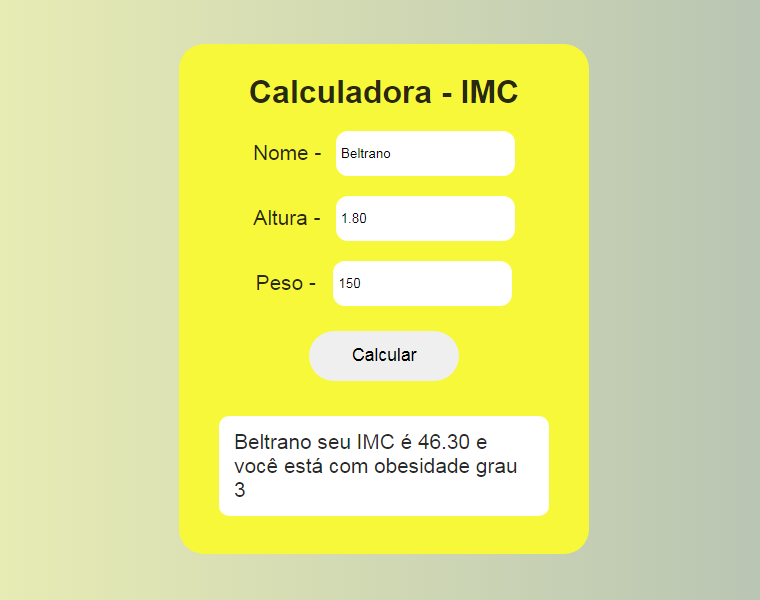 Calculadora - IMC
Nome - Beltrano
Altura - 1.80
Peso - 150
Calcular
Beltrano seu IMC é 46.30 e
você está com obesidade grau
3